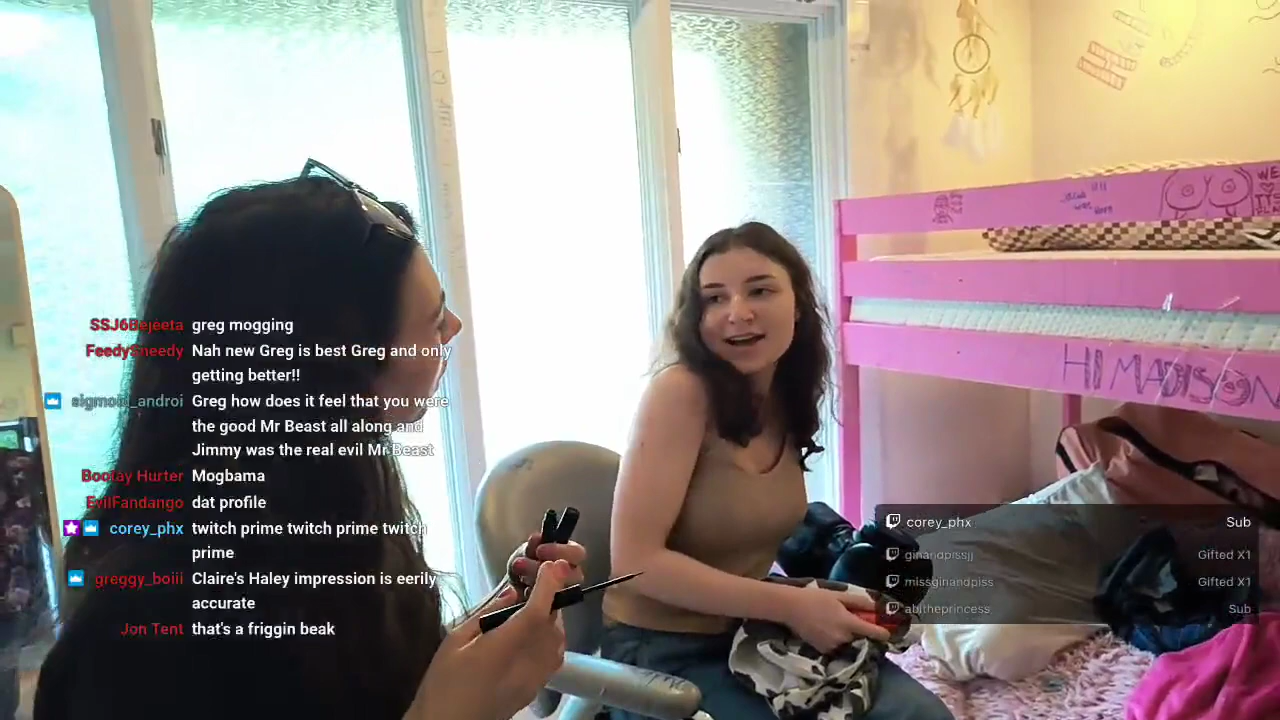 SSJ6Bejeeta greg mogging
FeedySneedy Nah new Greg is best Greg and only
getting better!!
Greg how does it feel that you were
the good Mr Beast all along and
Jimmy was the real evil Mr Beast
Bootay Hurter Mogbama
EvilFandango dat profile
corey_phx twitch prime twitch prime twitch
prime
greggy_boiii Claire's Haley impression is eerily
accurate
Jon Tent that's a friggin beak
corey_phx Sub
ginandpissjj Gifted X1
missginandpiss Gifted X1
abitheprincess Sub
HI MADISON